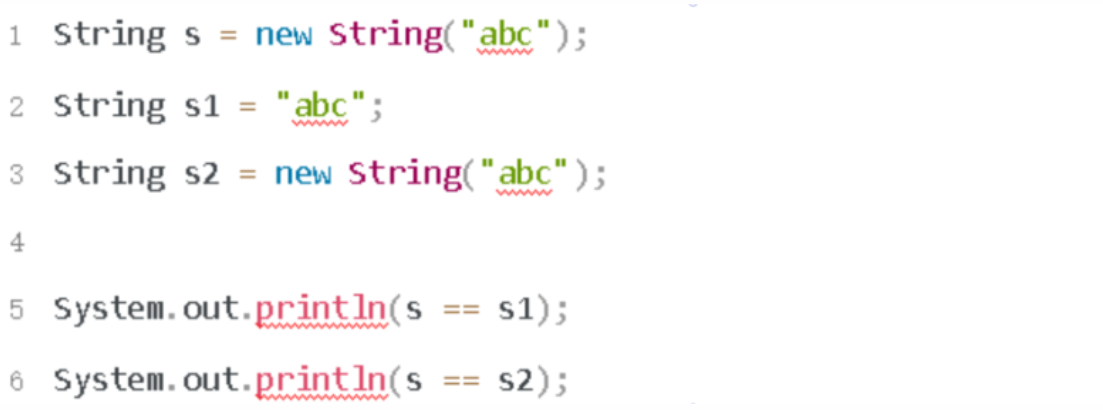 1 String s = new String("abc");
2 String s1 = "abc";
3 String s2 = new String("abc");
4
5 System.out.println(s == s1);
6 System.out.println(s == s2);